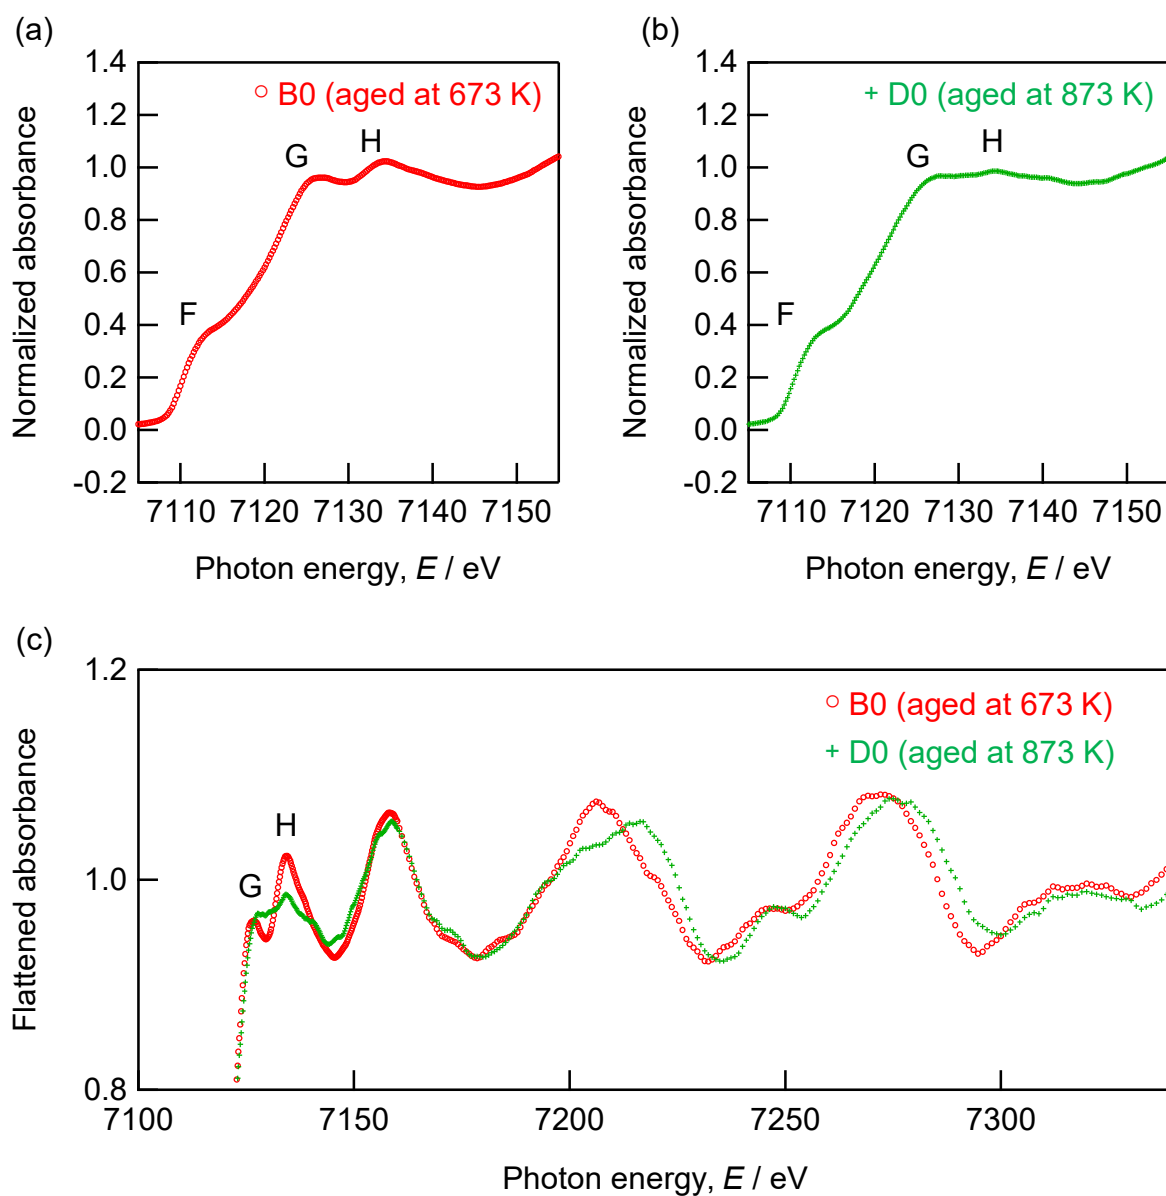 (a)
1.4
1.2
1.0
0.8
0.6
0.4
0.2
0.0
-0.2
Normalized absorbance
B0 (aged at 673 K)
F
G
H
7110 7120 7130 7140 7150
Photon energy, E / eV
(b)
1.4
1.2
1.0
0.8
0.6
0.4
0.2
0.0
-0.2
Normalized absorbance
+ D0 (aged at 873 K)
F
G
H
7110 7120 7130 7140 7150
Photon energy, E / eV
(c)
1.2
1.0
0.8
Flattened absorbance
B0 (aged at 673 K)
+ D0 (aged at 873 K)
G
H
7100 7150 7200 7250 7300
Photon energy, E / eV